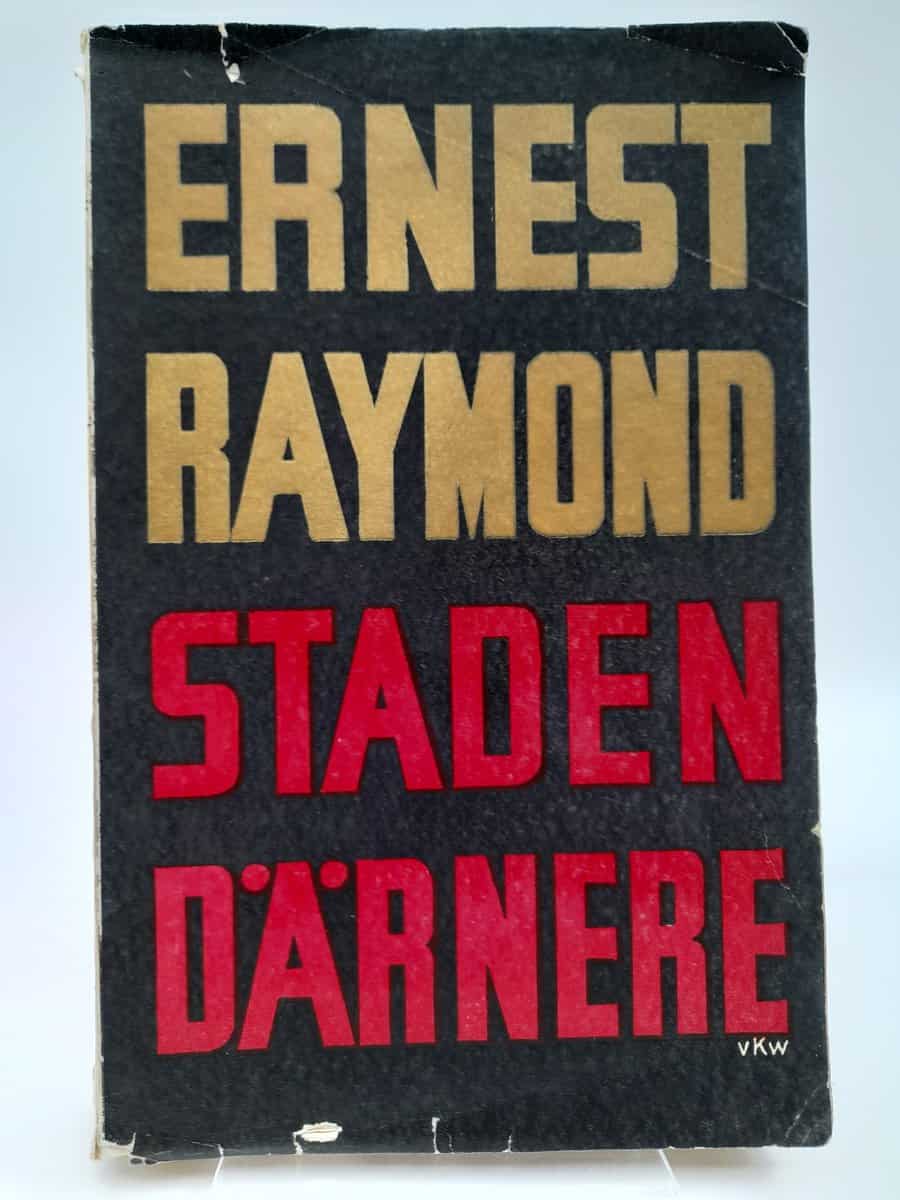 ERNEST
RAYMOND
STADEN
DÄRNERE
vKw